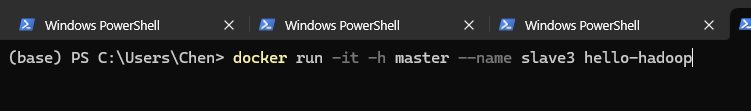 Windows PowerShell
Windows PowerShell
Windows PowerShell
(base) PS C:\Users\Chen> docker run -it -h master --name slave3 hello-hadoop